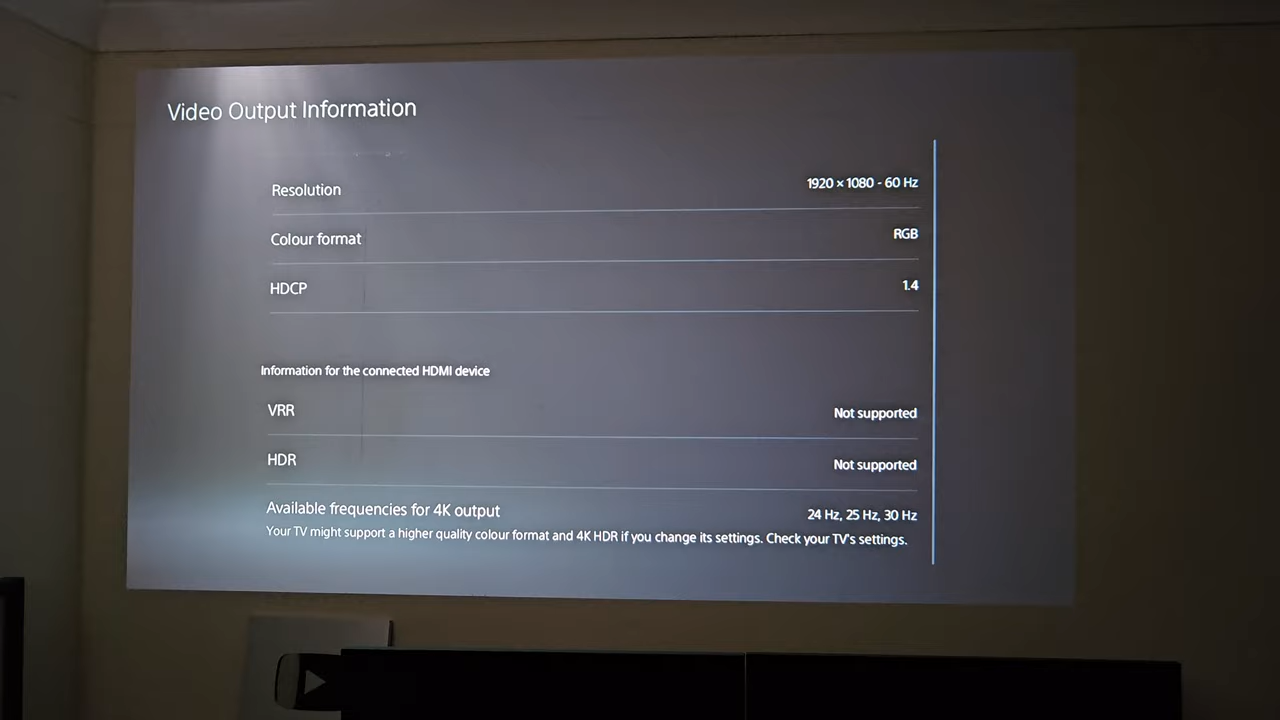 Video Output Information
Resolution 1920 × 1080 - 60 Hz
Colour format RGB
HDCP 1.4
Information for the connected HDMI device
VRR Not supported
HDR Not supported
Available frequencies for 4K output 24 Hz, 25 Hz, 30 Hz
Your TV might support a higher quality colour format and 4K HDR if you change its settings. Check your TV's settings.